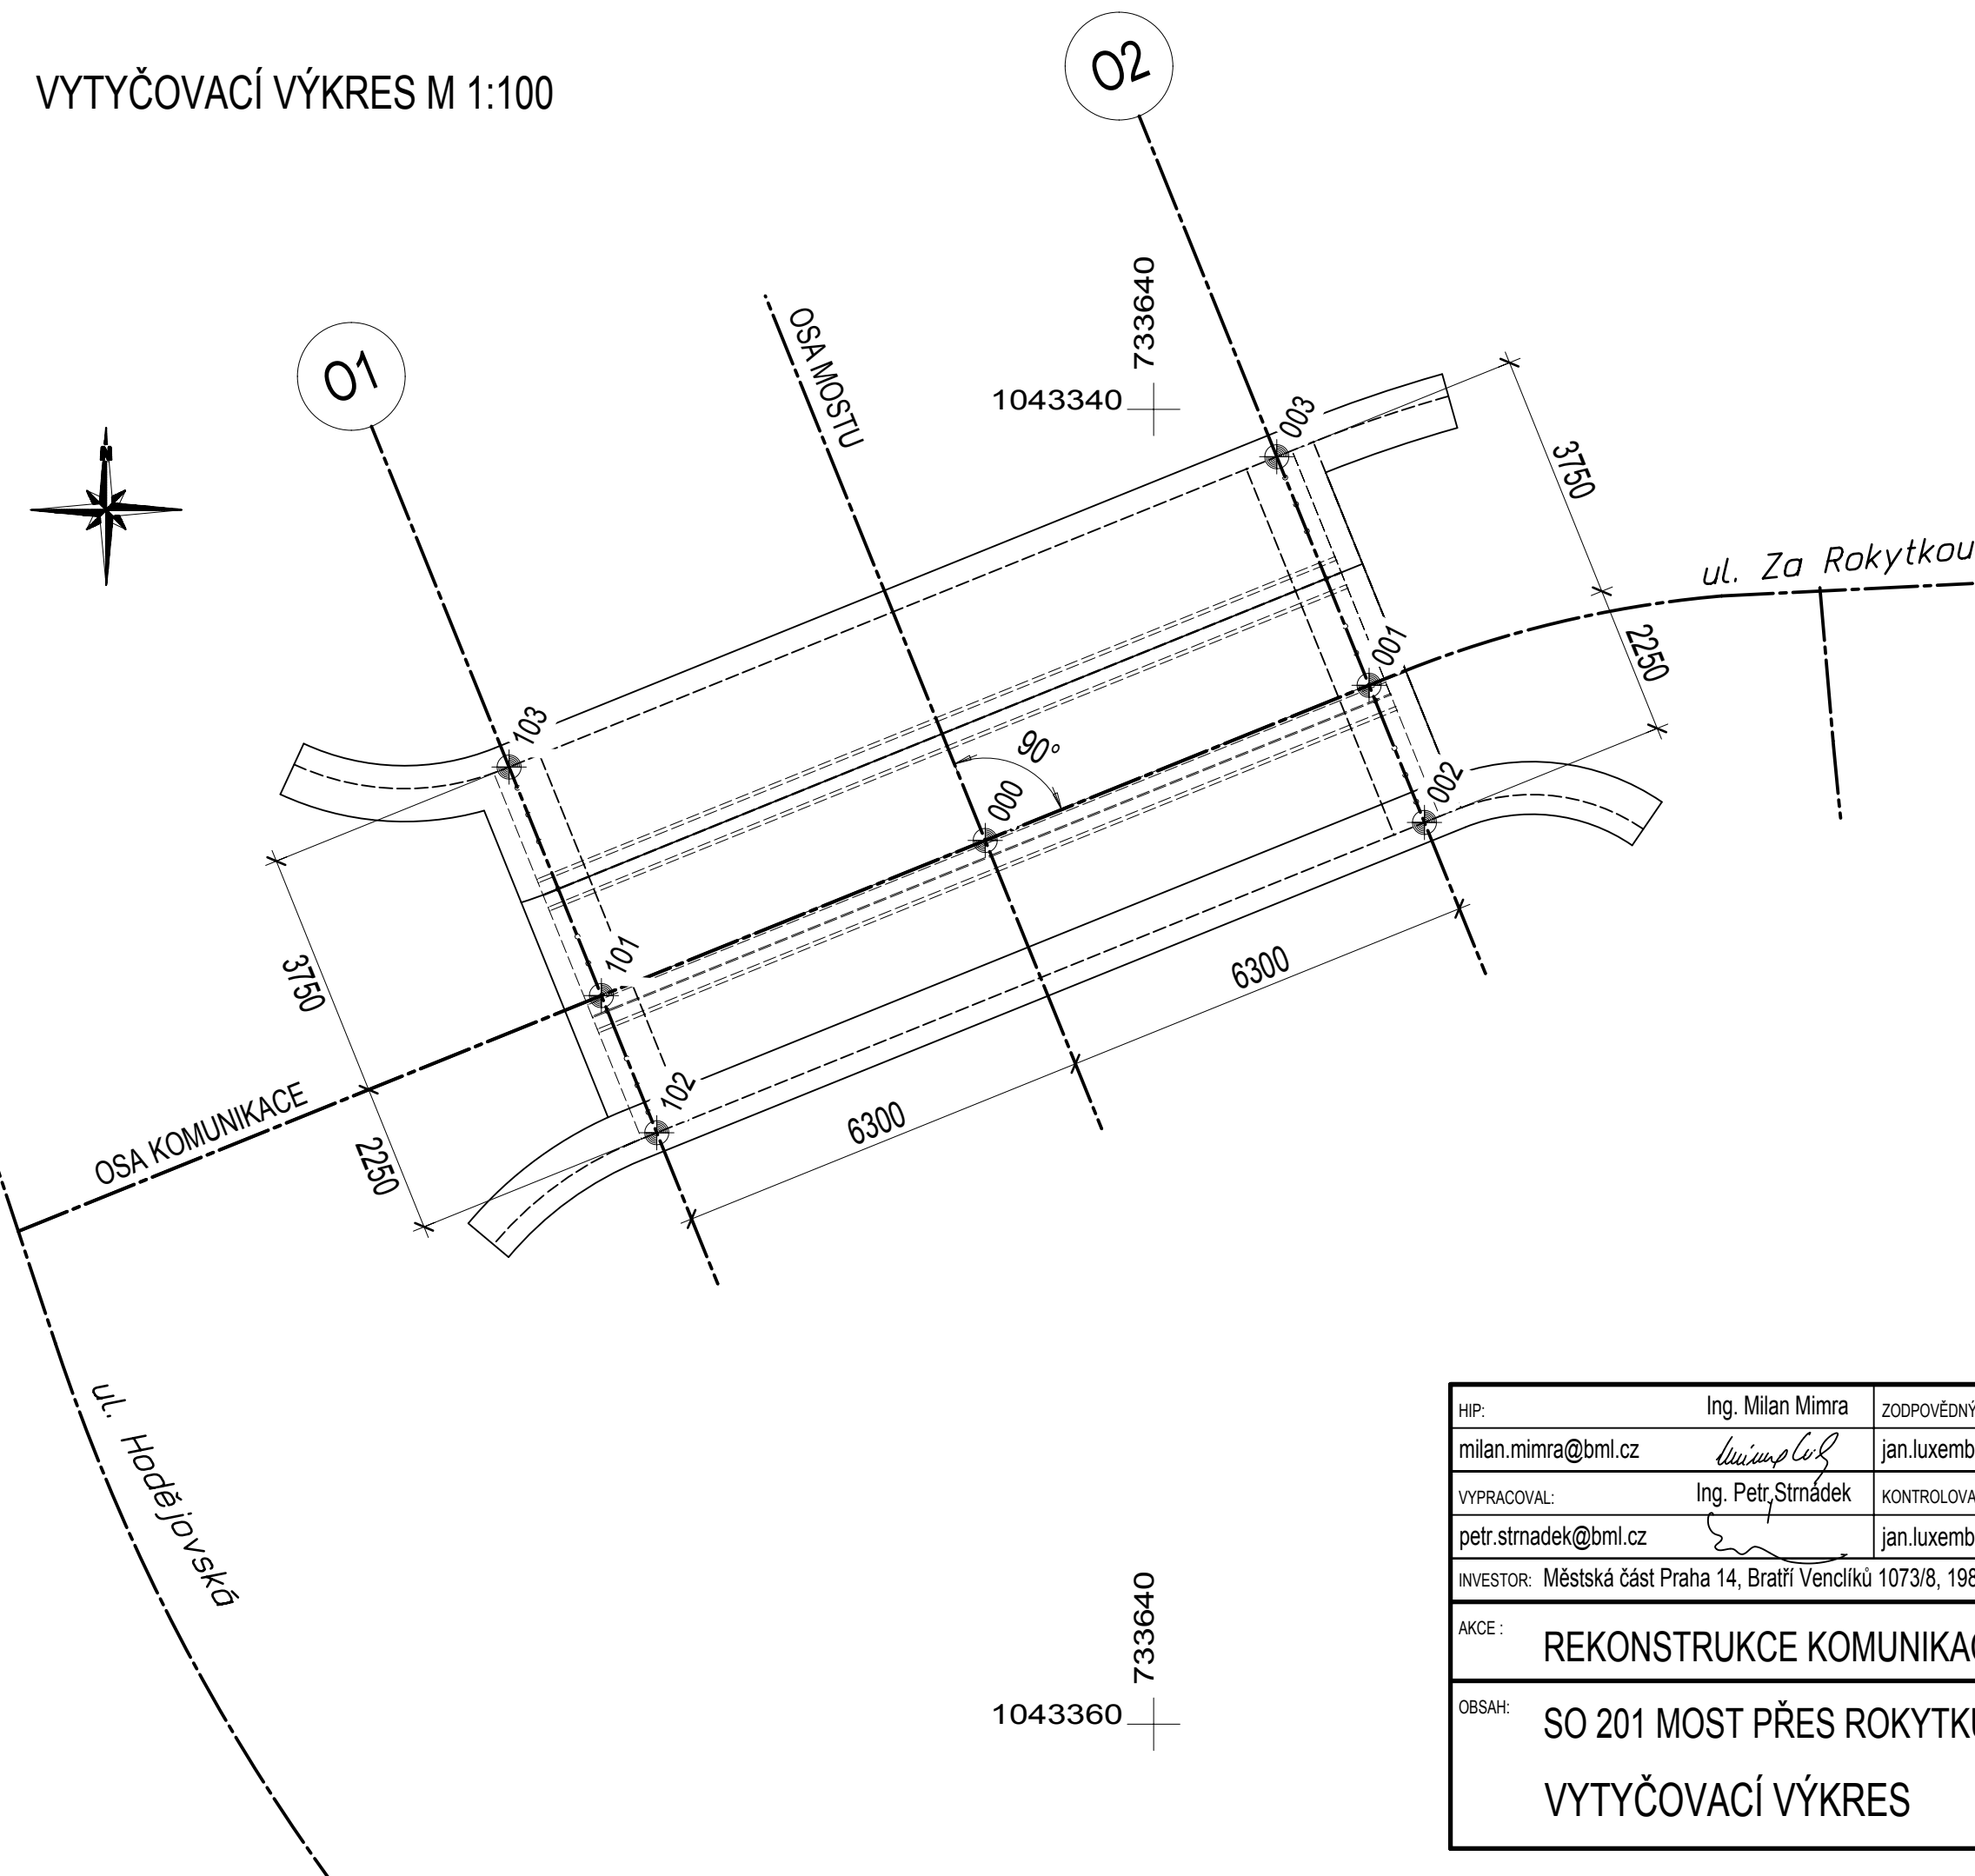 VYTYČOVACÍ VÝKRES M 1:100
O2
O1
OSA MOSTU
733640
1043340
N
003
3750
ul. Za Rokytkou
2250
001
103
90°
000
002
3750
101
6300
102
6300
OSA KOMUNIKACE
2250
ul. Hodějovská
733640
1043360
HIP: Ing. Milan Mimra ZODPOVĚDNÝ
milan.mimra@bml.cz jan.luxemb
VYPRACOVAL: Ing. Petr Strnádek KONTROLOVA
petr.strnadek@bml.cz jan.luxemb
INVESTOR: Městská část Praha 14, Bratří Venclíků 1073/8, 198
AKCE : REKONSTRUKCE KOMUNIKAC
OBSAH: SO 201 MOST PŘES ROKYTKU
VYTYČOVACÍ VÝKRES